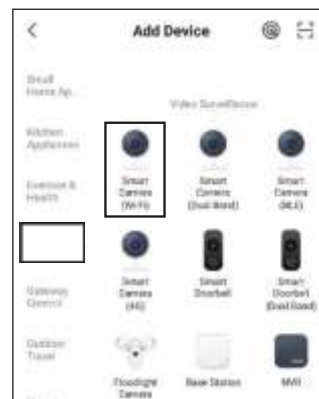 Add Device
Small
Home Ap...
Video Surveillance
Kitchen
Appliances
Exercise &
Health
Smart
Camera
(Wi-Fi)
Smart
Camera
(Dual Band)
Smart
Camera
(BLE)
Gateway
Control
Smart
Camera
(4G)
Smart
Doorbell
Smart
Doorbell
(Dual Band)
Outdoor
Travel
Floodlight
Camera
Base Station
NVR